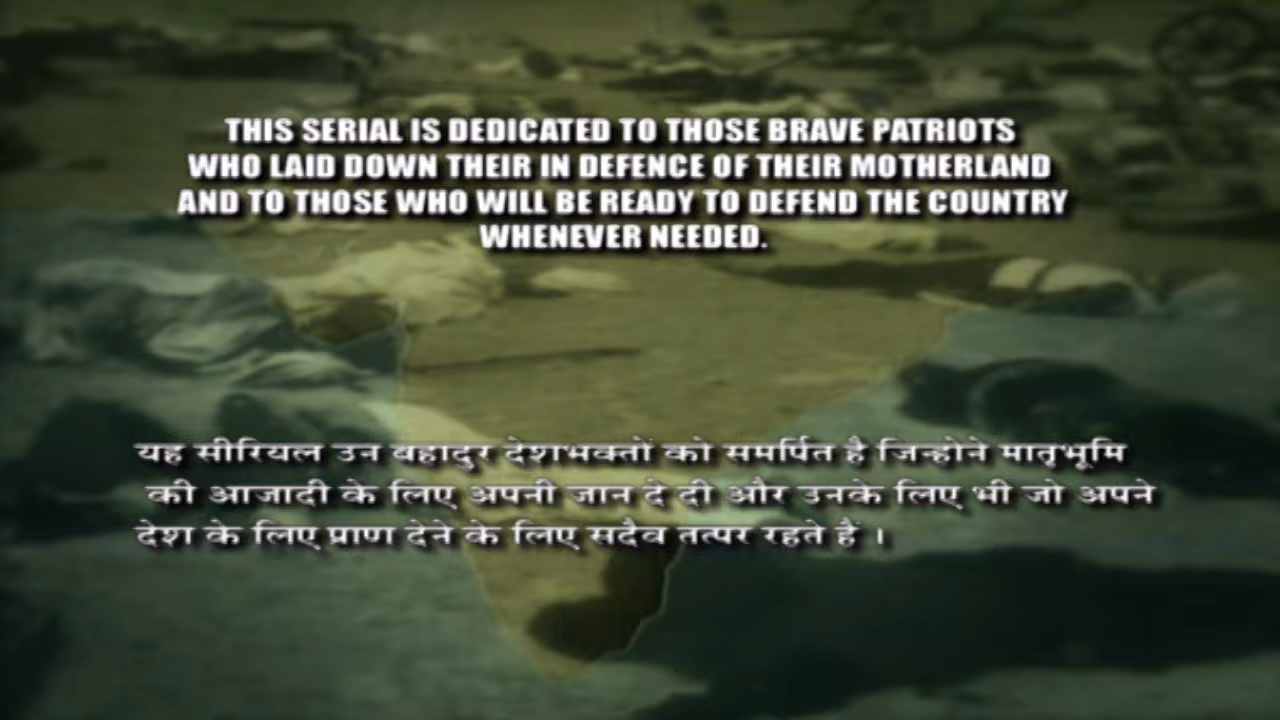 THIS SERIAL IS DEDICATED TO THOSE BRAVE PATRIOTS
WHO LAID DOWN THEIR IN DEFENCE OF THEIR MOTHERLAND
AND TO THOSE WHO WILL BE READY TO DEFEND THE COUNTRY
WHENEVER NEEDED.
यह सीरियल उन बहादुर देशभक्तों को समर्पित है जिन्होने मातृभूमि
की आजादी के लिए अपनी जान दे दी और उनके लिए भी जो अपने
देश के लिए प्राण देने के लिए सदैव तत्पर रहते हैं ।